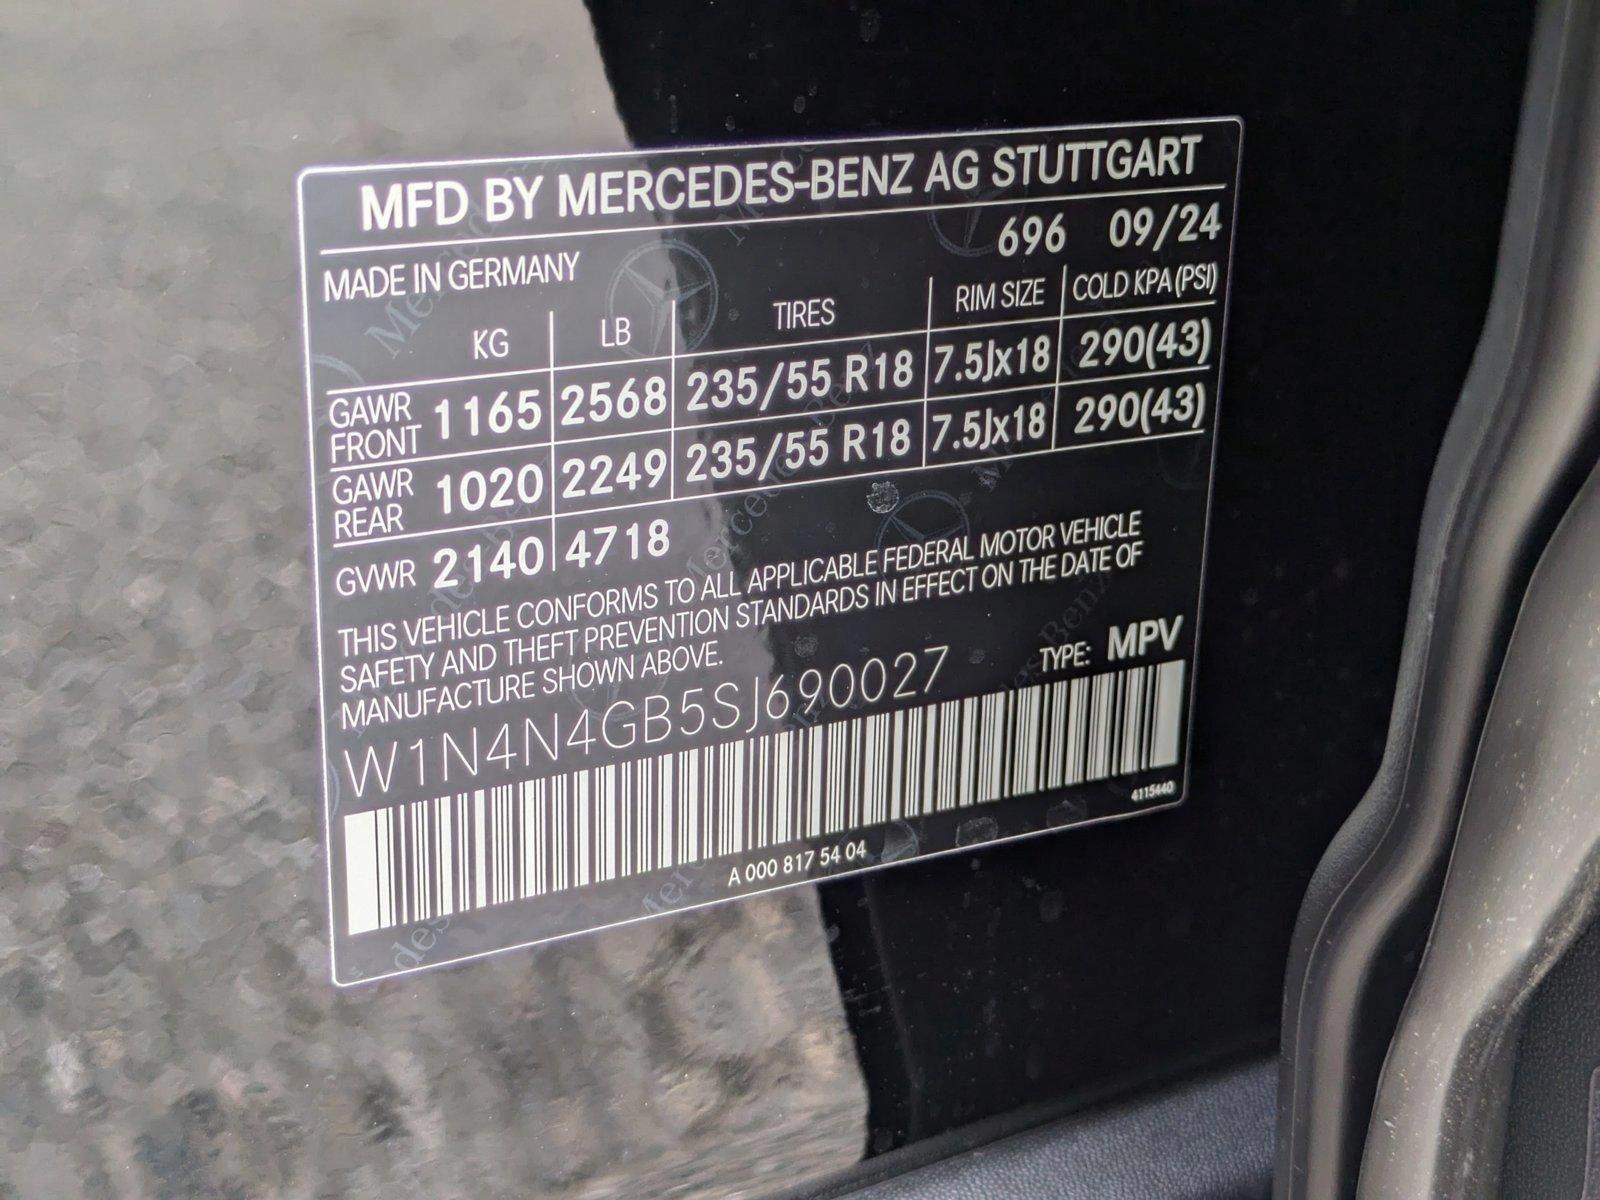 MFD BY MERCEDES-BENZ AG STUTTGART
696 09/24
MADE IN GERMANY
KG LB TIRES RIM SIZE COLD KPA(PSI)
GAWR FRONT 1165 2568 235/55 R18 7.5Jx18 290(43)
GAWR REAR 1020 2249 235/55 R18 7.5Jx18 290(43)
GVWR 2140 4718
THIS VEHICLE CONFORMS TO ALL APPLICABLE FEDERAL MOTOR VEHICLE
SAFETY AND THEFT PREVENTION STANDARDS IN EFFECT ON THE DATE OF
MANUFACTURE SHOWN ABOVE.
W1N4N4GB5SJ690027 TYPE: MPV
4115440
A 000 817 54 04